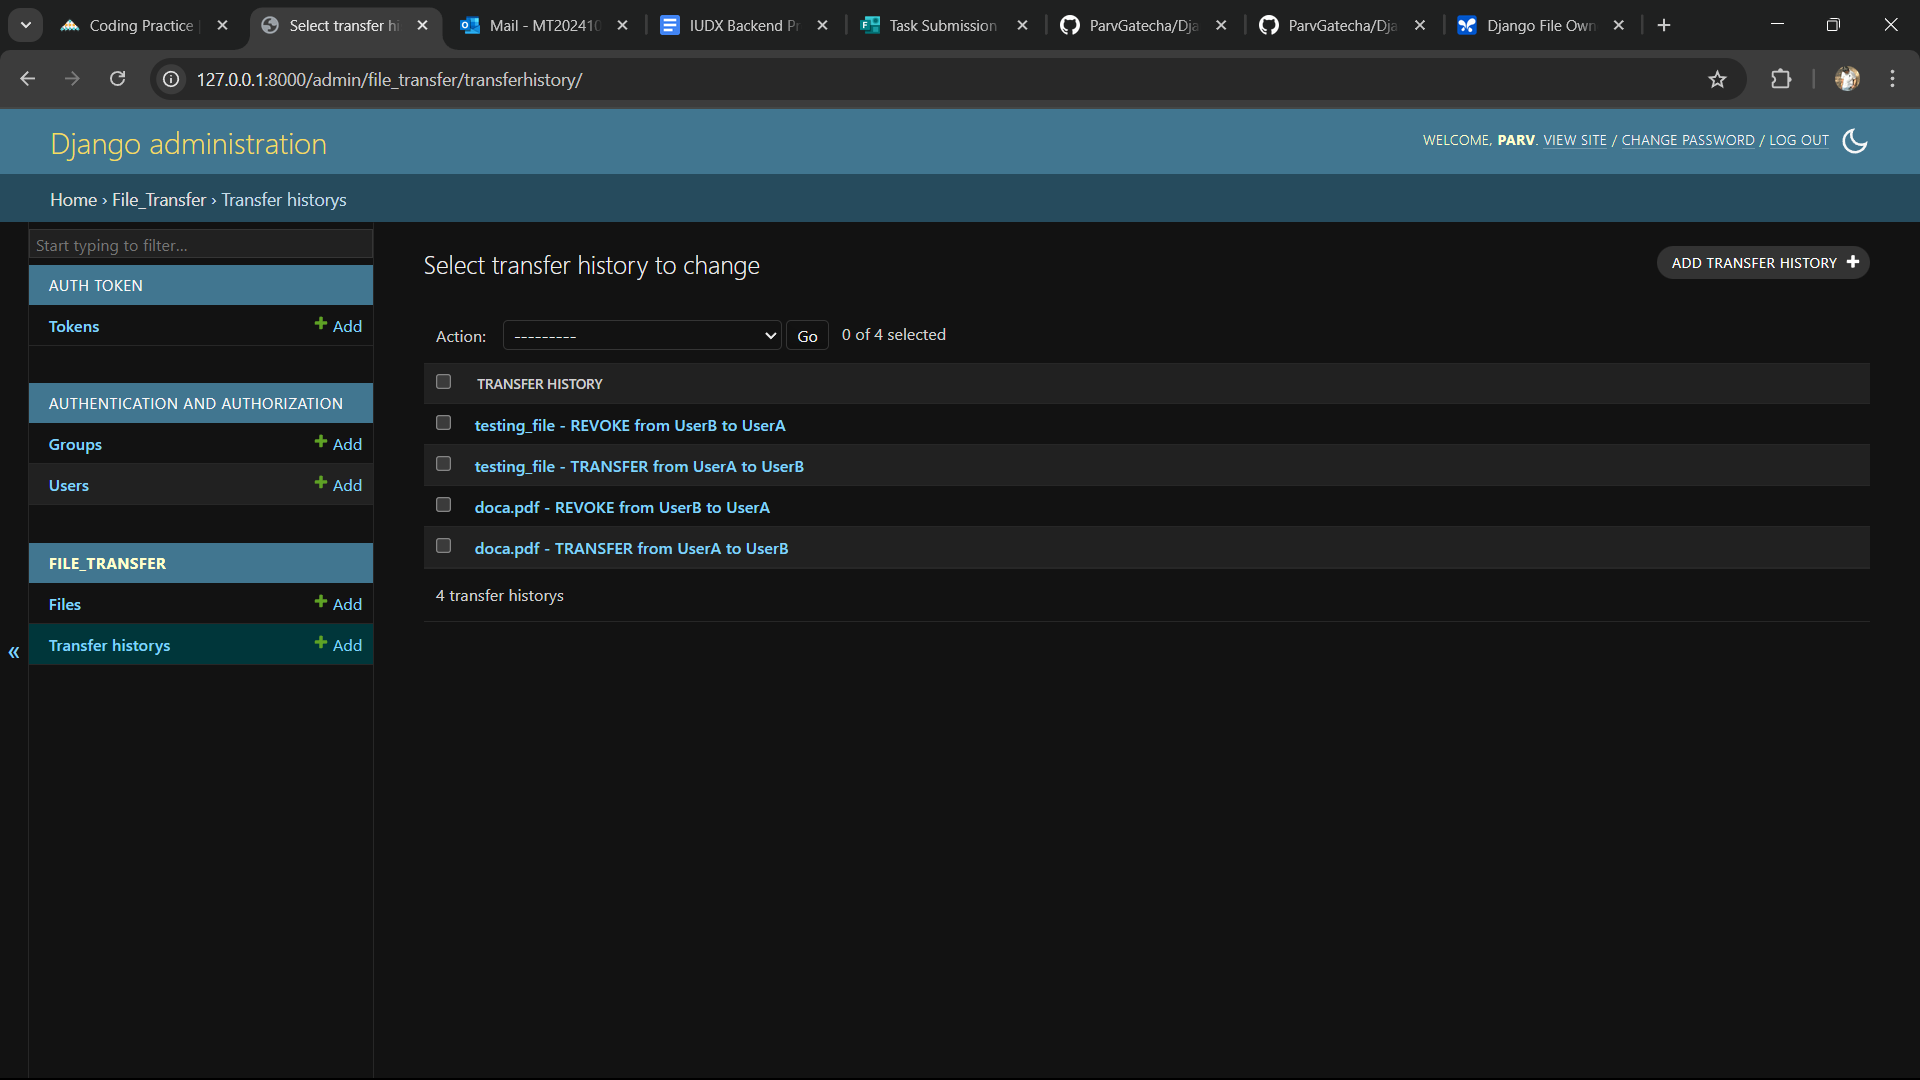 Coding Practice
Select transfer hi
Mail - MT202410
IUDX Backend Pr
Task Submission
ParvGatecha/Dja
ParvGatecha/Dja
Django File Own
127.0.0.1:8000/admin/file_transfer/transferhistory/
Django administration
WELCOME, PARV. VIEW SITE / CHANGE PASSWORD / LOG OUT
Home › File_Transfer › Transfer historys
Start typing to filter...
AUTH TOKEN
Tokens
Add
AUTHENTICATION AND AUTHORIZATION
Groups
Add
Users
Add
FILE_TRANSFER
Files
Add
Transfer historys
Add
«
Select transfer history to change
ADD TRANSFER HISTORY +
Action: --------- Go 0 of 4 selected
TRANSFER HISTORY
testing_file - REVOKE from UserB to UserA
testing_file - TRANSFER from UserA to UserB
doca.pdf - REVOKE from UserB to UserA
doca.pdf - TRANSFER from UserA to UserB
4 transfer historys